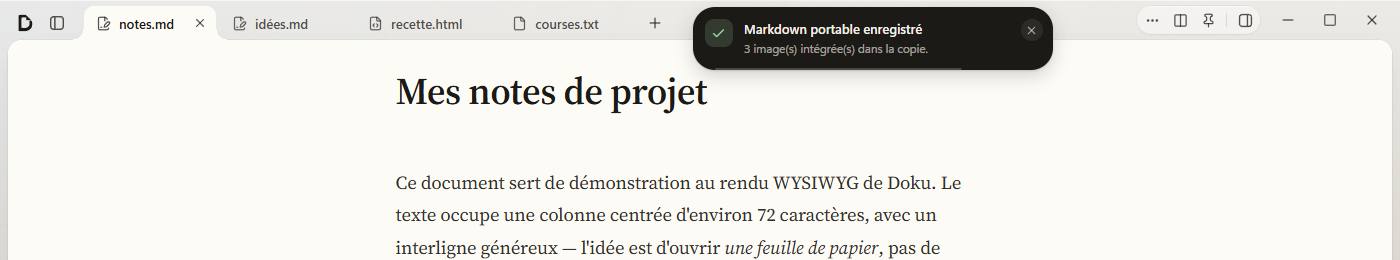 notes.md
idées.md
recette.html
courses.txt
Markdown portable enregistré
3 image(s) intégrée(s) dans la copie.
Mes notes de projet
Ce document sert de démonstration au rendu WYSIWYG de Doku. Le
texte occupe une colonne centrée d'environ 72 caractères, avec un
interligne généreux — l'idée est d'ouvrir une feuille de papier, pas de